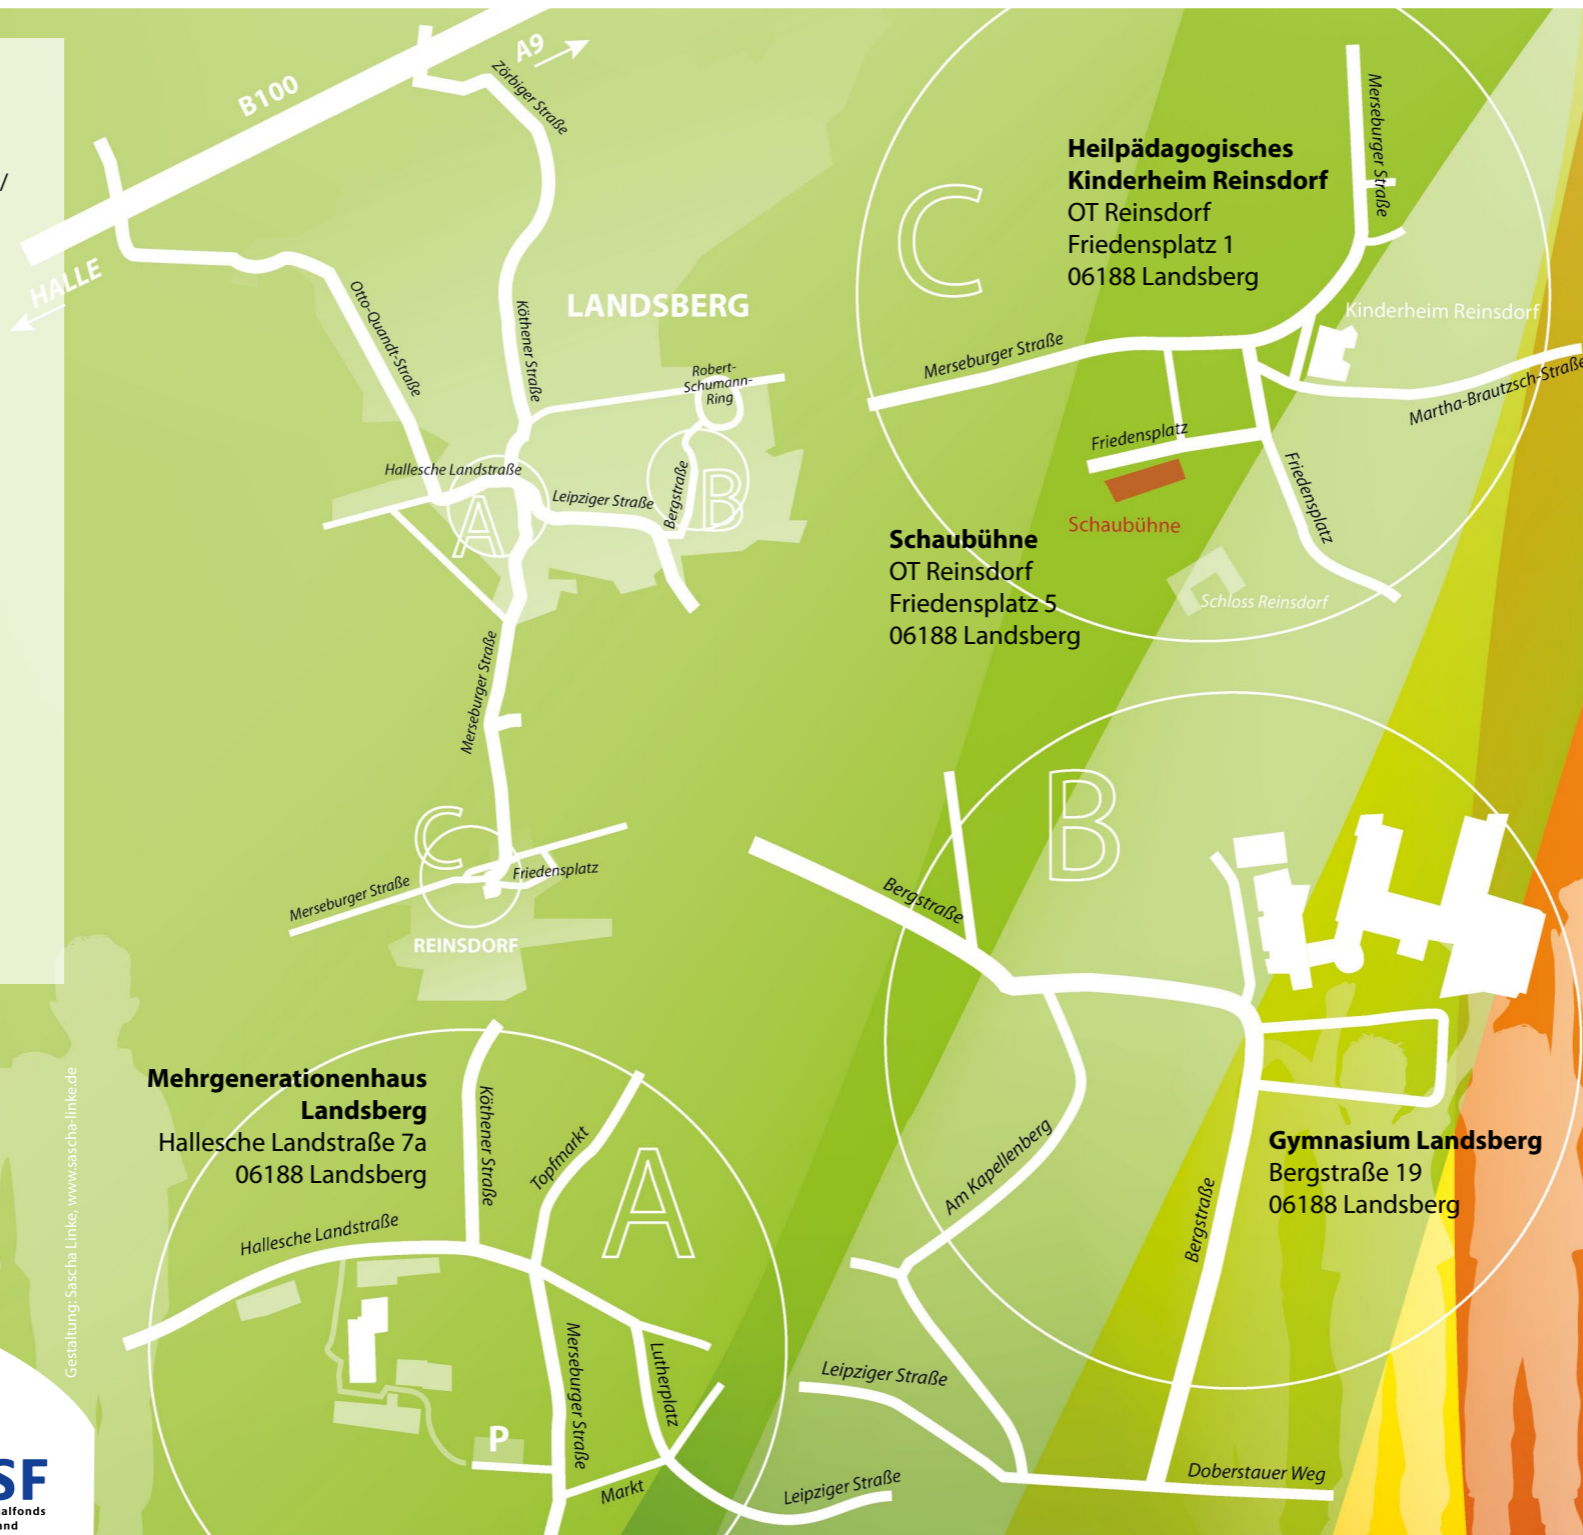 B100
A9
Zörbiger Straße
/
HALLE
Otto-Quandt-Straße
Köthener Straße
LANDSBERG
Robert-
Schumann-
Ring
Hallesche Landstraße
A
Leipziger Straße
Bergstraße
B
Merseburger Straße
C
Friedensplatz
Merseburger Straße
REINSDORF
C
Heilpädagogisches
Kinderheim Reinsdorf
OT Reinsdorf
Friedensplatz 1
06188 Landsberg
Merseburger Straße
Kinderheim Reinsdorf
Merseburger Straße
Martha-Brautzsch-Straße
Friedensplatz
Friedensplatz
Schaubühne
Schaubühne
OT Reinsdorf
Friedensplatz 5
06188 Landsberg
Schloss Reinsdorf
B
Bergstraße
Am Kapellenberg
Bergstraße
Gymnasium Landsberg
Bergstraße 19
06188 Landsberg
Leipziger Straße
Doberstauer Weg
Mehrgenerationenhaus
Landsberg
Hallesche Landstraße 7a
06188 Landsberg
Köthener Straße
Topfmarkt
A
Hallesche Landstraße
Merseburger Straße
Lutherplatz
P
Markt
Leipziger Straße
Gestaltung: Sascha Linke, www.sascha-linke.de
SF